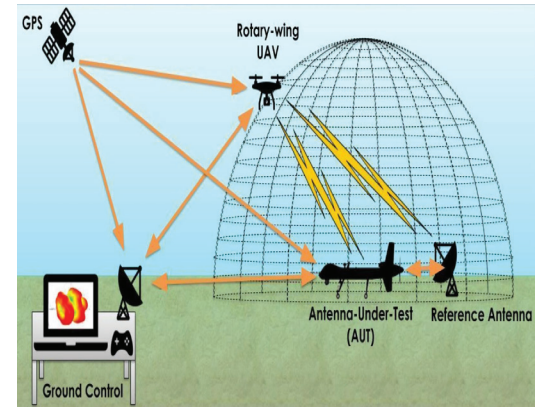 GPS
Rotary-wing
UAV
Antenna-Under-Test
(AUT)
Reference Antenna
Ground Control